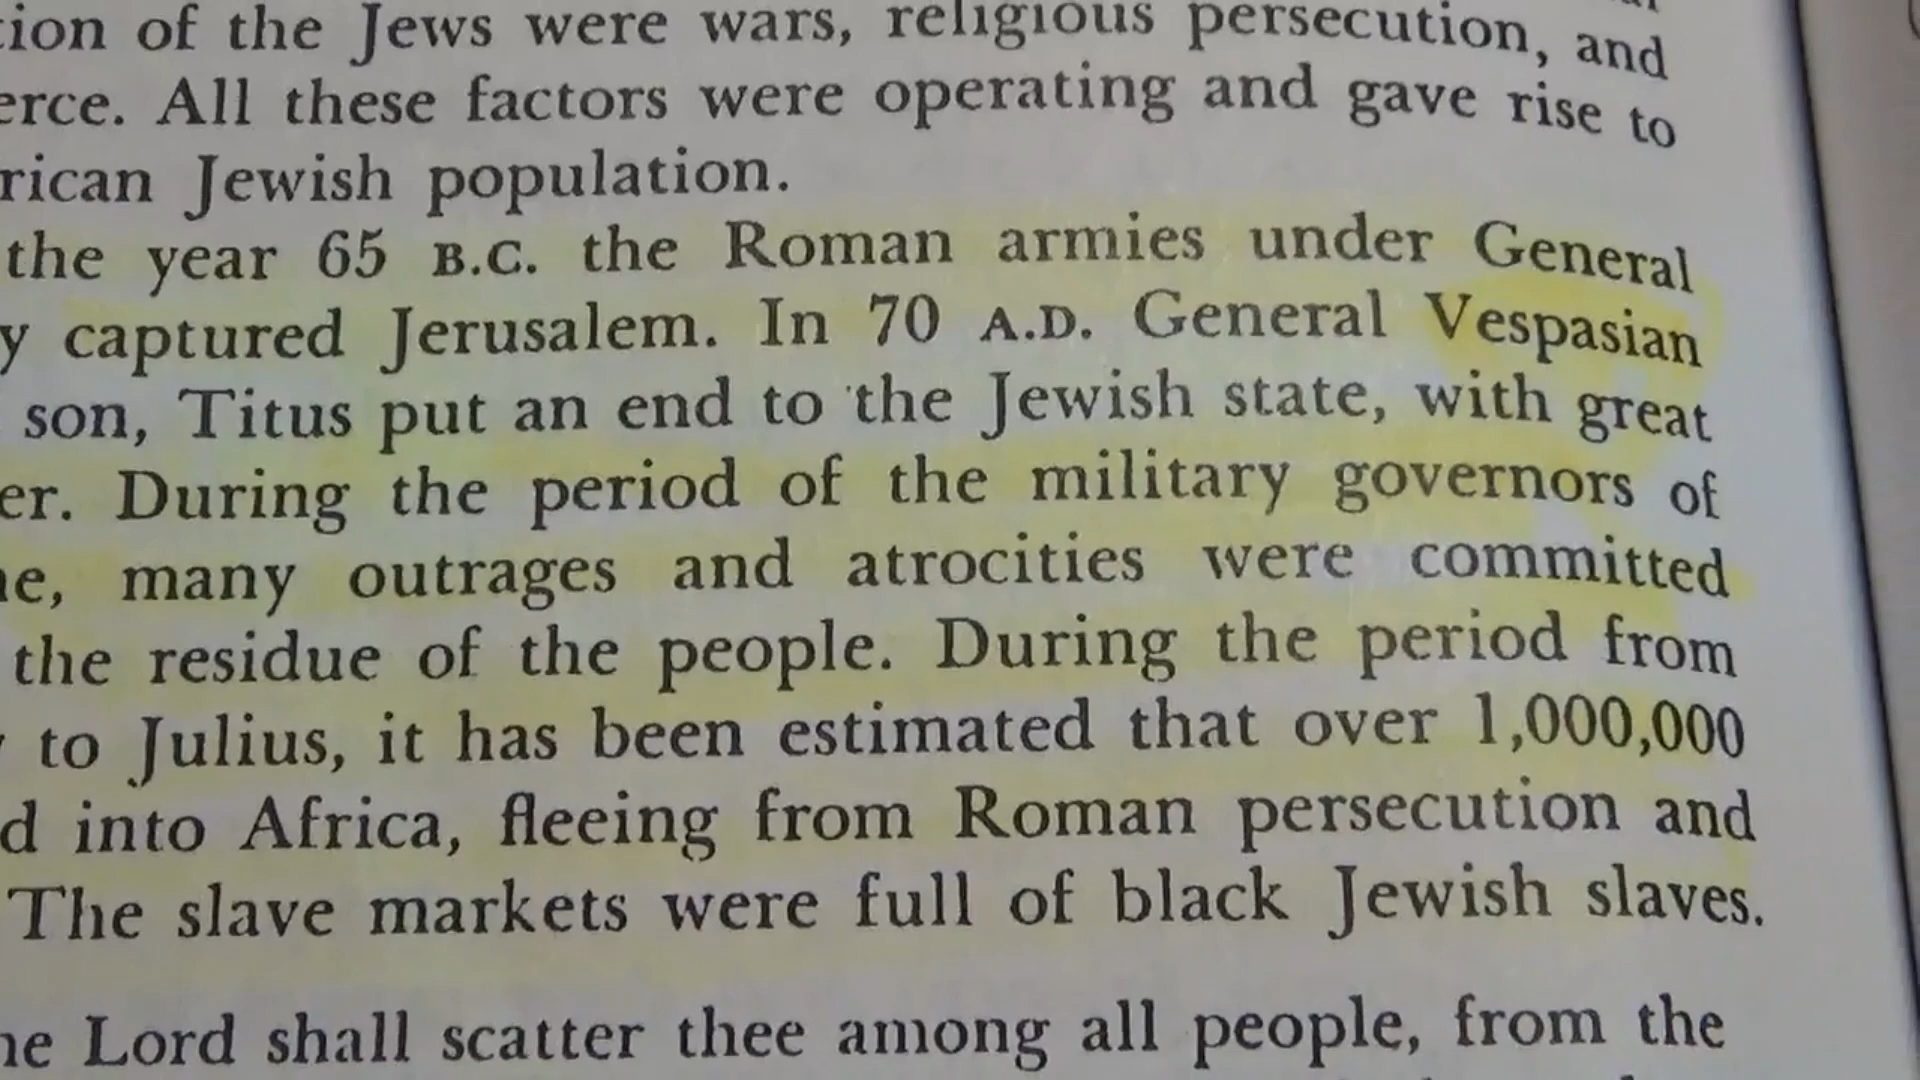 tion of the Jews were wars, religious persecution, and
erce. All these factors were operating and gave rise to
rican Jewish population.
the year 65 B.C. the Roman armies under General
y captured Jerusalem. In 70 A.D. General Vespasian
son, Titus put an end to the Jewish state, with great
er. During the period of the military governors of
ne, many outrages and atrocities were committed
the residue of the people. During the period from
to Julius, it has been estimated that over 1,000,000
d into Africa, fleeing from Roman persecution and
The slave markets were full of black Jewish slaves.
he Lord shall scatter thee among all people, from the